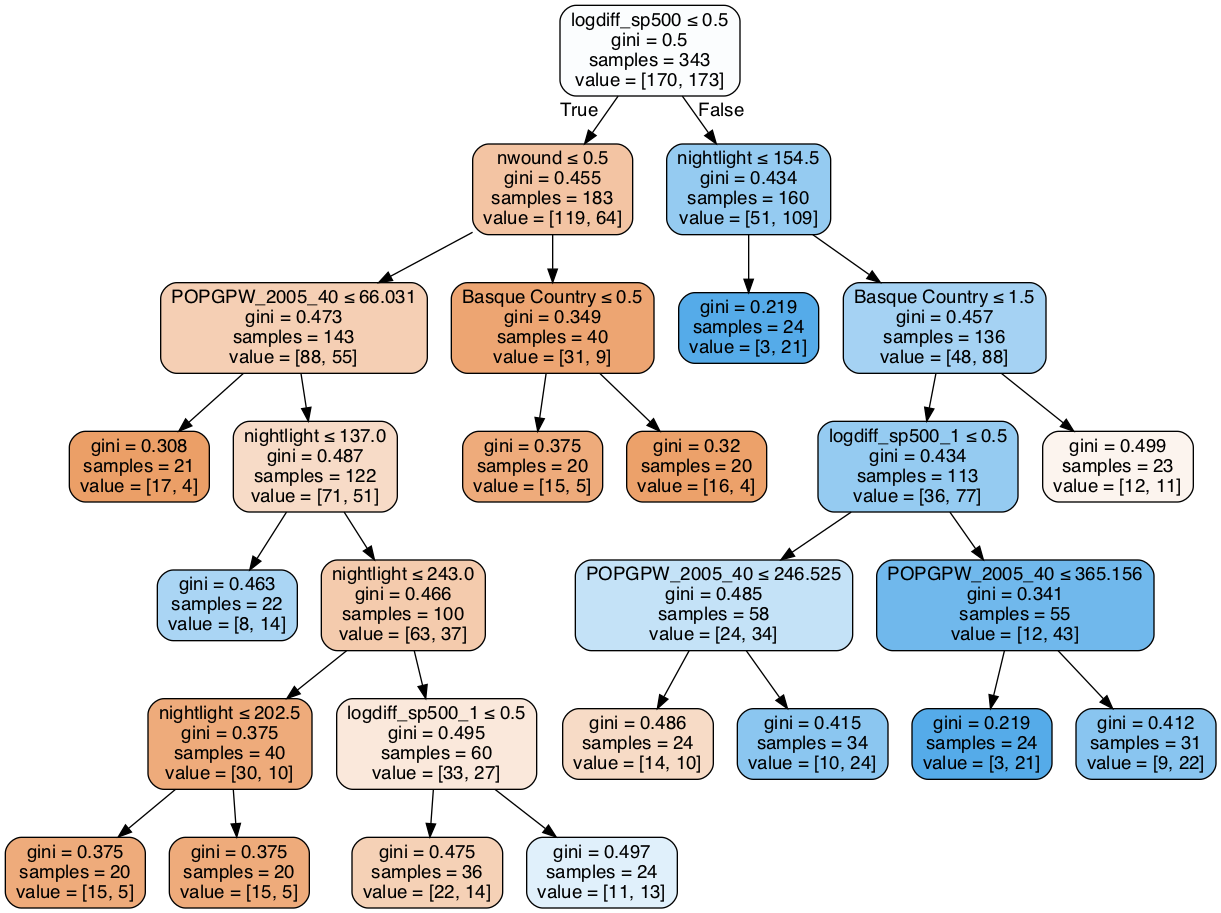 logdiff_sp500 ≤ 0.5
gini = 0.5
samples = 343
value = [170, 173]
True
False
nwound ≤ 0.5
gini = 0.455
samples = 183
value = [119, 64]
nightlight ≤ 154.5
gini = 0.434
samples = 160
value = [51, 109]
POPGPW_2005_40 ≤ 66.031
gini = 0.473
samples = 143
value = [88, 55]
Basque Country ≤ 0.5
gini = 0.349
samples = 40
value = [31, 9]
gini = 0.219
samples = 24
value = [3, 21]
Basque Country ≤ 1.5
gini = 0.457
samples = 136
value = [48, 88]
gini = 0.308
samples = 21
value = [17, 4]
nightlight ≤ 137.0
gini = 0.487
samples = 122
value = [71, 51]
gini = 0.375
samples = 20
value = [15, 5]
gini = 0.32
samples = 20
value = [16, 4]
logdiff_sp500_1 ≤ 0.5
gini = 0.434
samples = 113
value = [36, 77]
gini = 0.499
samples = 23
value = [12, 11]
gini = 0.463
samples = 22
value = [8, 14]
nightlight ≤ 243.0
gini = 0.466
samples = 100
value = [63, 37]
POPGPW_2005_40 ≤ 246.525
gini = 0.485
samples = 58
value = [24, 34]
POPGPW_2005_40 ≤ 365.156
gini = 0.341
samples = 55
value = [12, 43]
nightlight ≤ 202.5
gini = 0.375
samples = 40
value = [30, 10]
logdiff_sp500_1 ≤ 0.5
gini = 0.495
samples = 60
value = [33, 27]
gini = 0.486
samples = 24
value = [14, 10]
gini = 0.415
samples = 34
value = [10, 24]
gini = 0.219
samples = 24
value = [3, 21]
gini = 0.412
samples = 31
value = [9, 22]
gini = 0.375
samples = 20
value = [15, 5]
gini = 0.375
samples = 20
value = [15, 5]
gini = 0.475
samples = 36
value = [22, 14]
gini = 0.497
samples = 24
value = [11, 13]